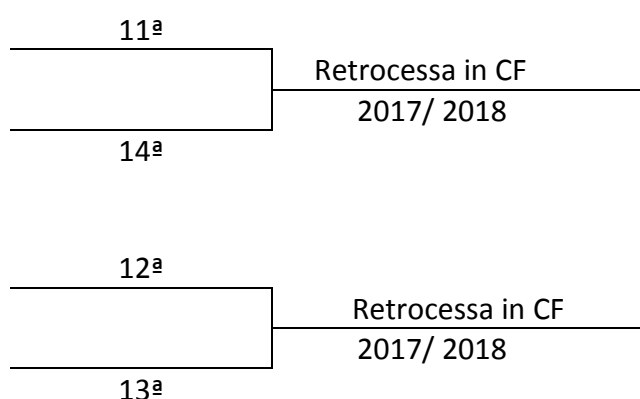 11ª
Retrocessa in CF
2017/ 2018
14ª
12ª
Retrocessa in CF
2017/ 2018
13ª